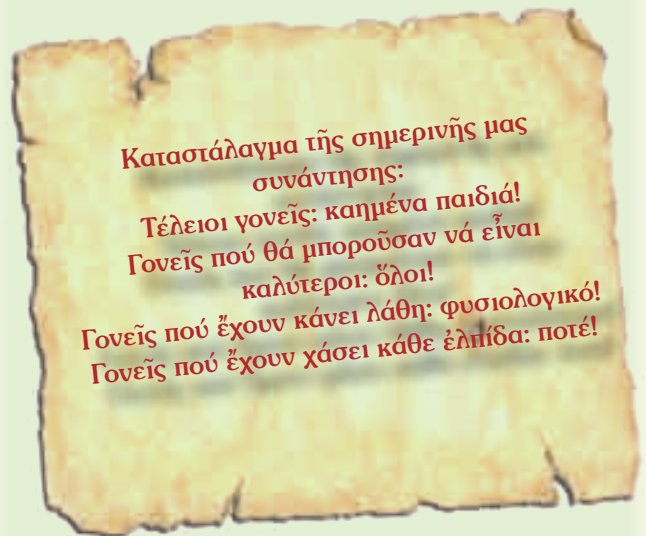 Καταστάλαγμα τῆς σημερινῆς μας
συνάντησης:
Τέλειοι γονεῖς: καημένα παιδιά!
Γονεῖς πού θά μποροῦσαν νά εἶναι
καλύτεροι: ὅλοι!
Γονεῖς πού ἔχουν κάνει λάθη: φυσιολογικό!
Γονεῖς πού ἔχουν χάσει κάθε ἐλπίδα: ποτέ!